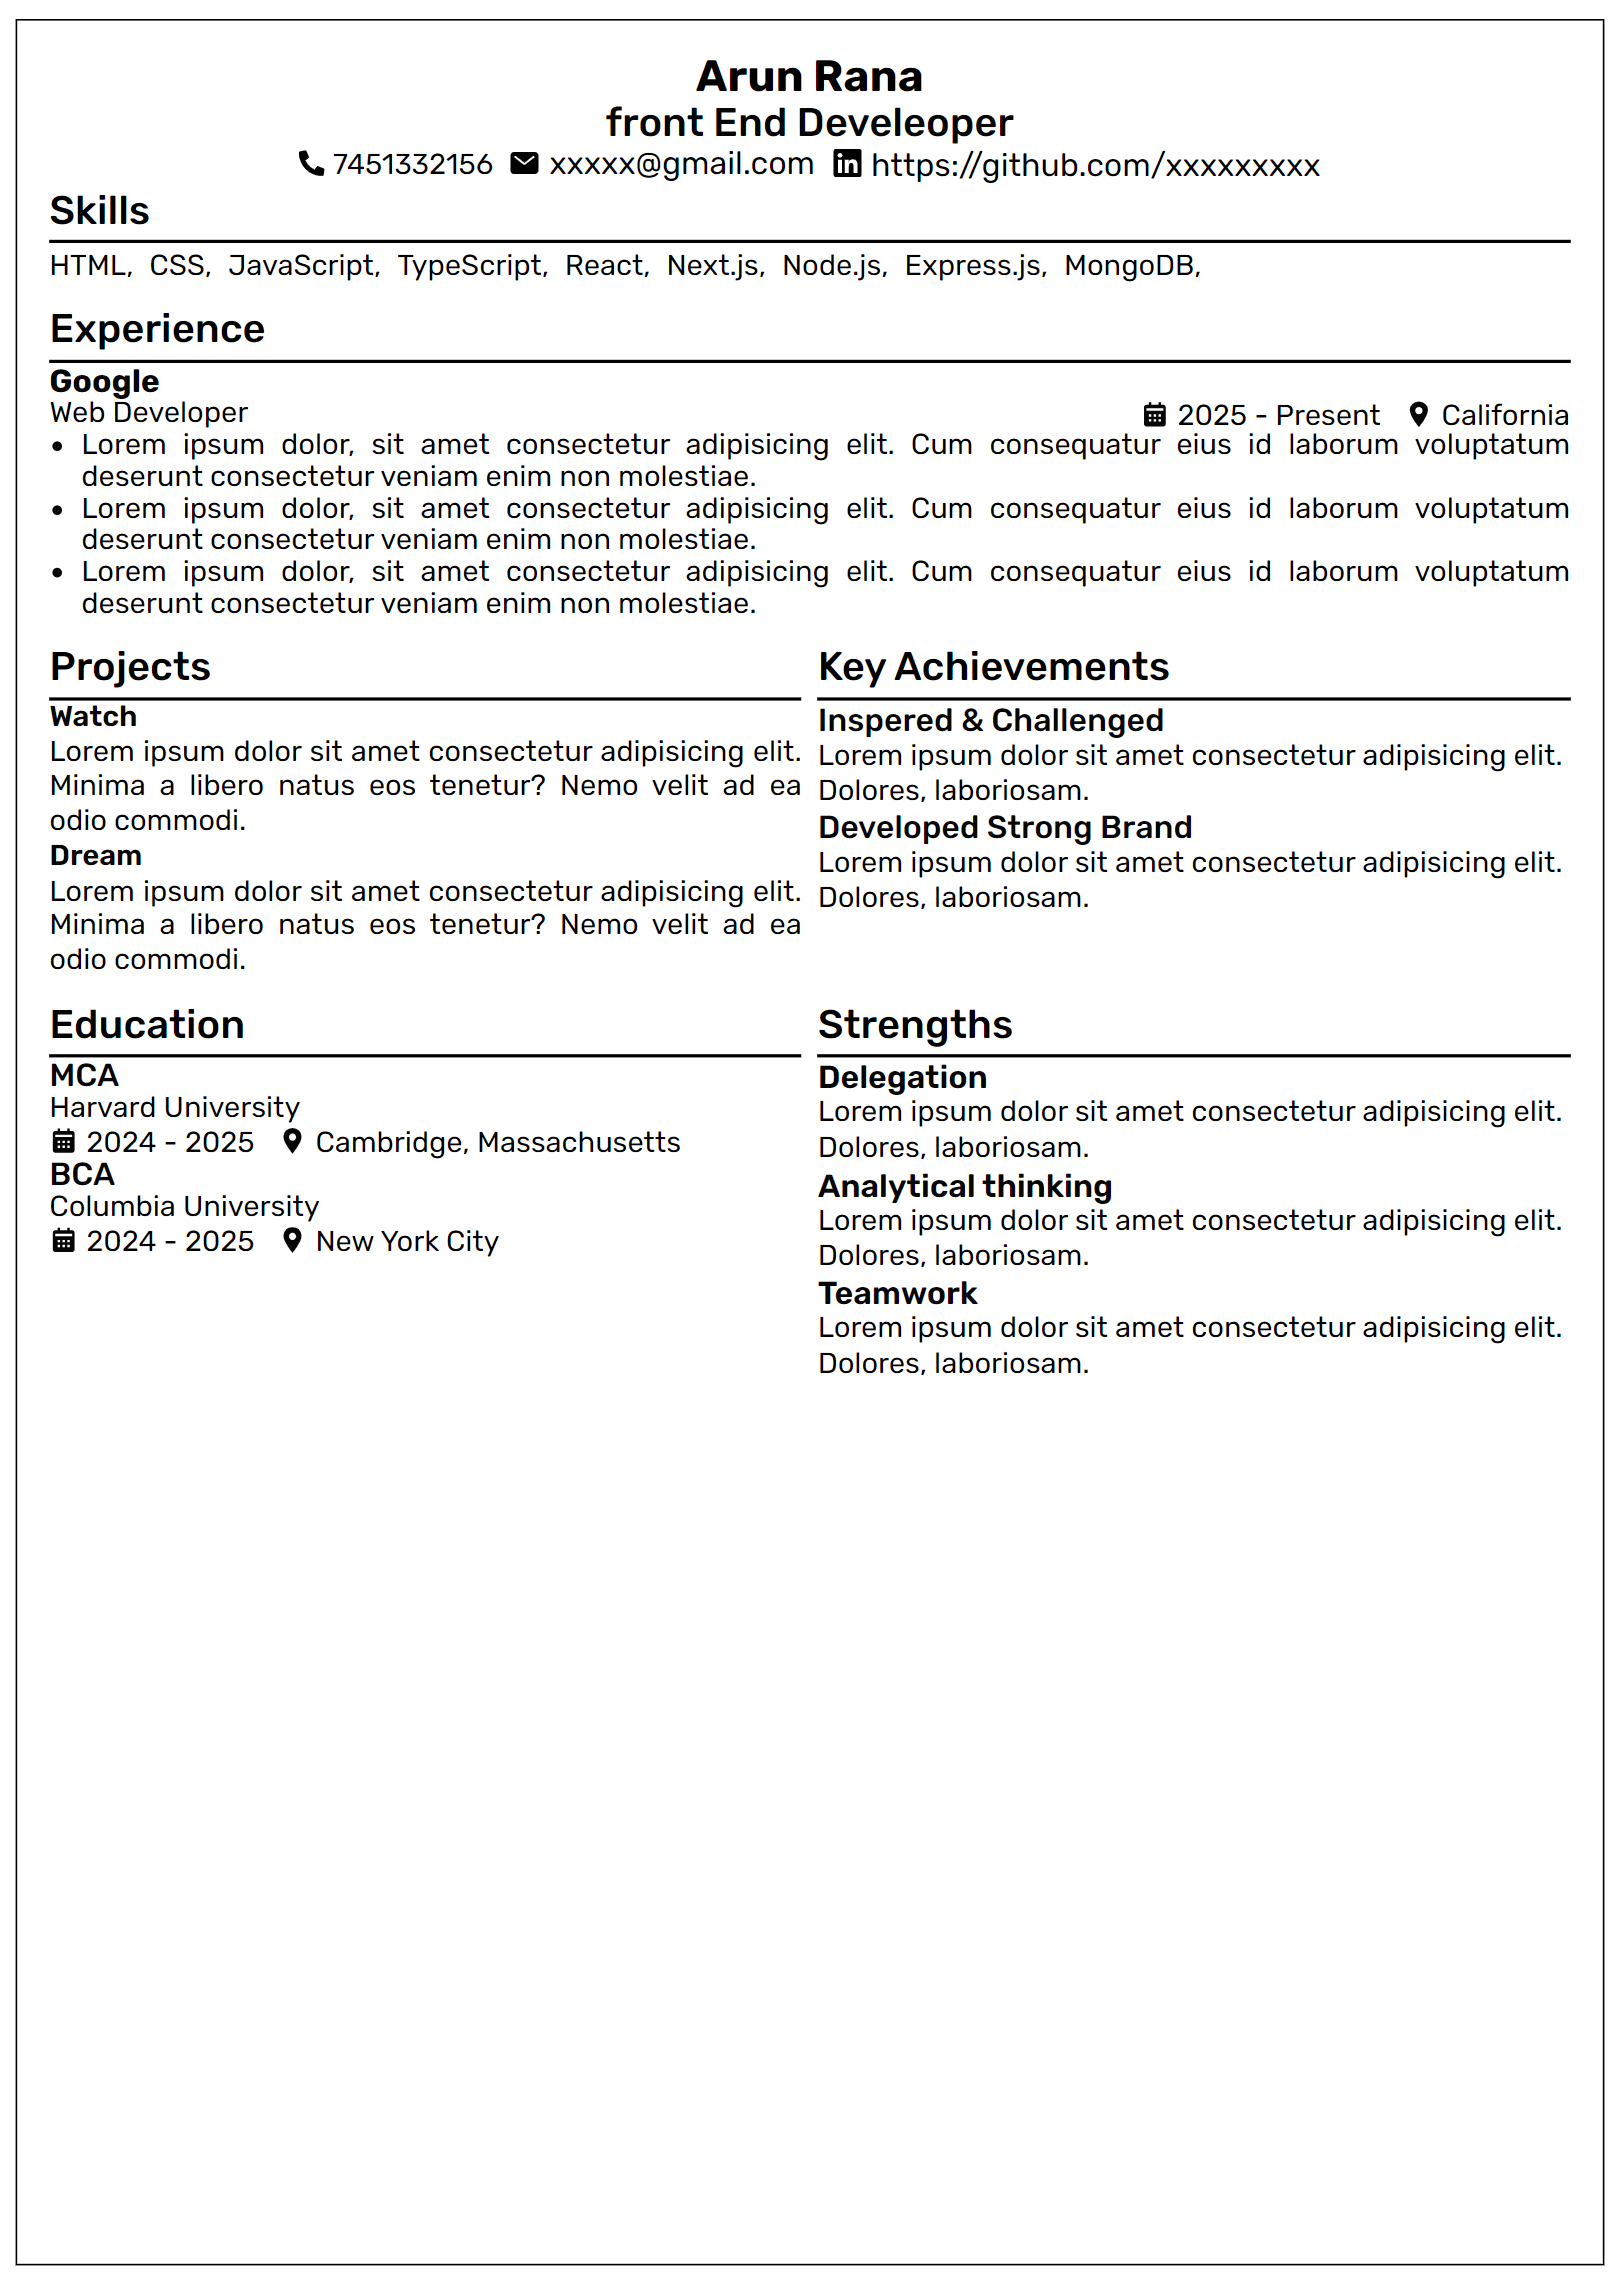 Arun Rana
front End Develeoper
7451332156 xxxxx@gmail.com https://github.com/xxxxxxxxx
Skills
HTML, CSS, JavaScript, TypeScript, React, Next.js, Node.js, Express.js, MongoDB,
Experience
Google
Web Developer 2025 - Present California
• Lorem ipsum dolor, sit amet consectetur adipisicing elit. Cum consequatur eius id laborum voluptatum
deserunt consectetur veniam enim non molestiae.
• Lorem ipsum dolor, sit amet consectetur adipisicing elit. Cum consequatur eius id laborum voluptatum
deserunt consectetur veniam enim non molestiae.
• Lorem ipsum dolor, sit amet consectetur adipisicing elit. Cum consequatur eius id laborum voluptatum
deserunt consectetur veniam enim non molestiae.
Projects
Watch
Lorem ipsum dolor sit amet consectetur adipisicing elit.
Minima a libero natus eos tenetur? Nemo velit ad ea
odio commodi.
Dream
Lorem ipsum dolor sit amet consectetur adipisicing elit.
Minima a libero natus eos tenetur? Nemo velit ad ea
odio commodi.
Key Achievements
Inspered & Challenged
Lorem ipsum dolor sit amet consectetur adipisicing elit.
Dolores, laboriosam.
Developed Strong Brand
Lorem ipsum dolor sit amet consectetur adipisicing elit.
Dolores, laboriosam.
Education
MCA
Harvard University
2024 - 2025 Cambridge, Massachusetts
BCA
Columbia University
2024 - 2025 New York City
Strengths
Delegation
Lorem ipsum dolor sit amet consectetur adipisicing elit.
Dolores, laboriosam.
Analytical thinking
Lorem ipsum dolor sit amet consectetur adipisicing elit.
Dolores, laboriosam.
Teamwork
Lorem ipsum dolor sit amet consectetur adipisicing elit.
Dolores, laboriosam.